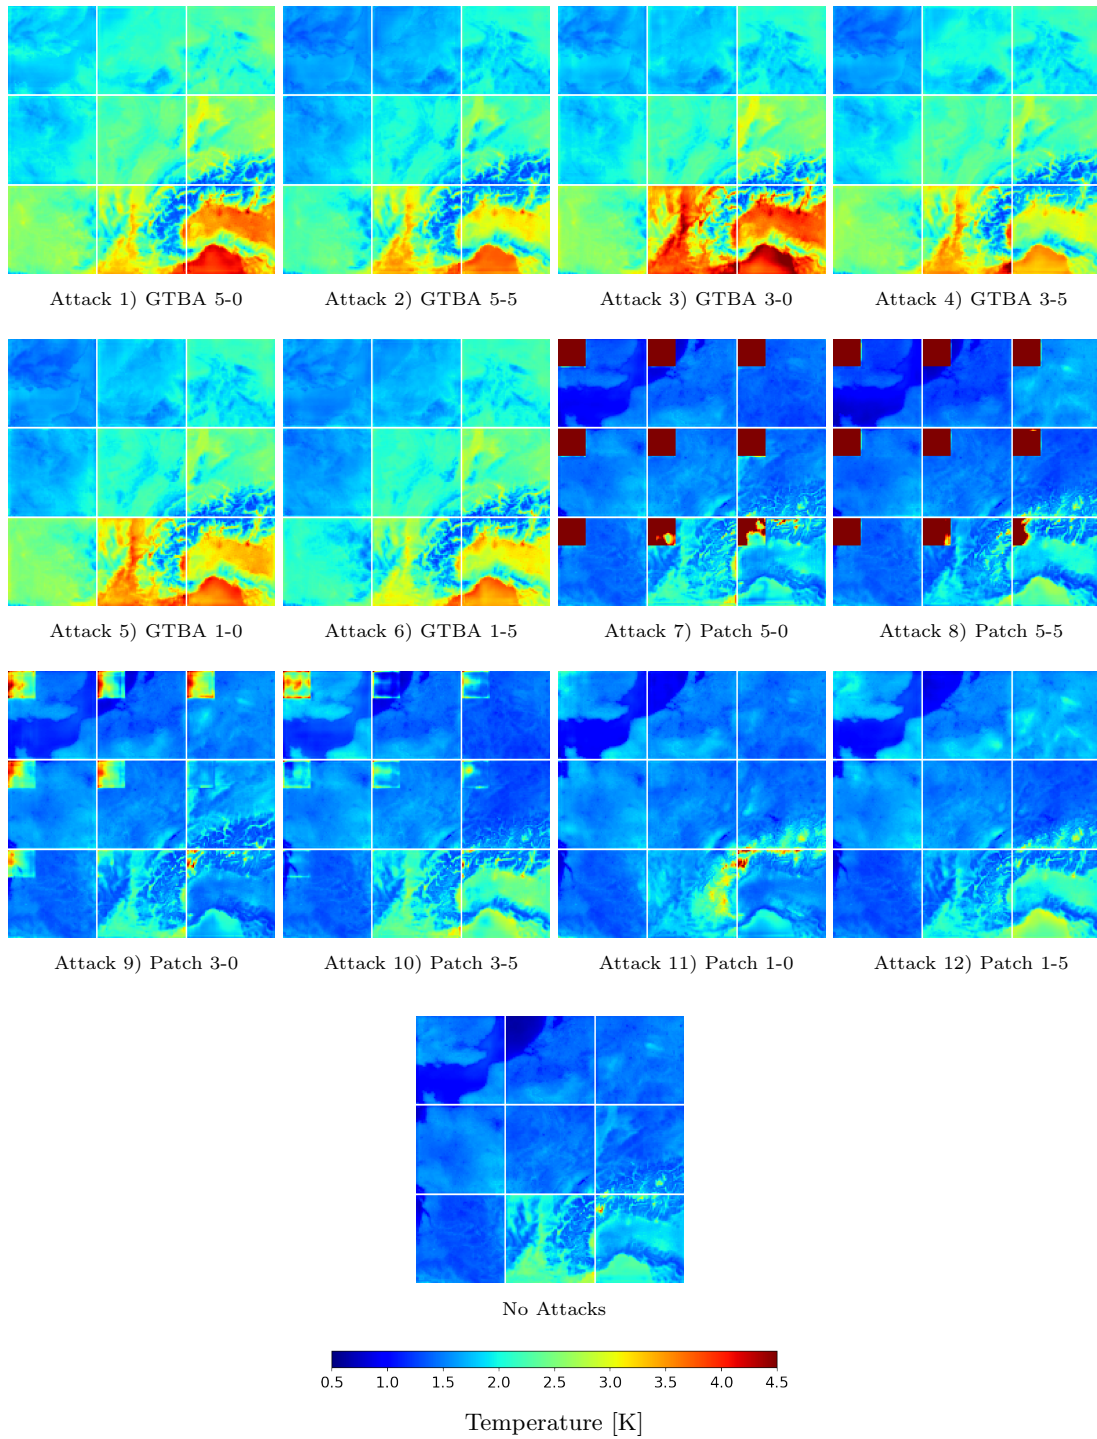 Attack 1) GTBA 5-0
Attack 2) GTBA 5-5
Attack 3) GTBA 3-0
Attack 4) GTBA 3-5
Attack 5) GTBA 1-0
Attack 6) GTBA 1-5
Attack 7) Patch 5-0
Attack 8) Patch 5-5
Attack 9) Patch 3-0
Attack 10) Patch 3-5
Attack 11) Patch 1-0
Attack 12) Patch 1-5
No Attacks
0.5 1.0 1.5 2.0 2.5 3.0 3.5 4.0 4.5
Temperature [K]